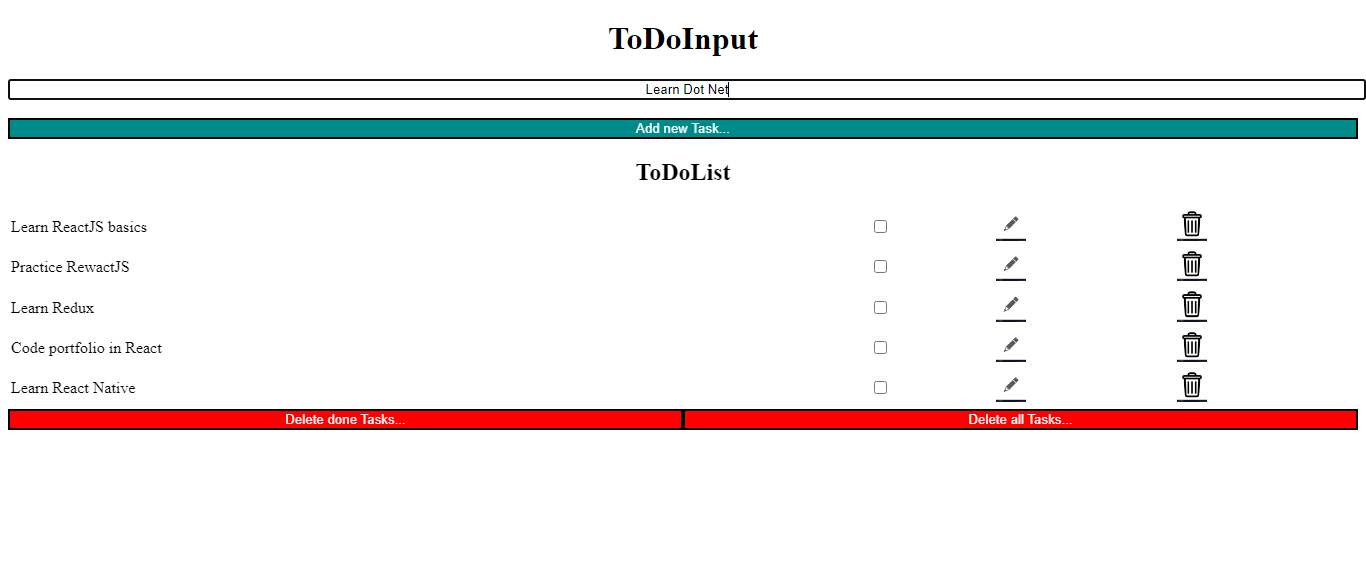 ToDoInput
Learn Dot Net
Add new Task...
ToDoList
Learn ReactJS basics
Practice RewactJS
Learn Redux
Code portfolio in React
Learn React Native
Delete done Tasks... Delete all Tasks...